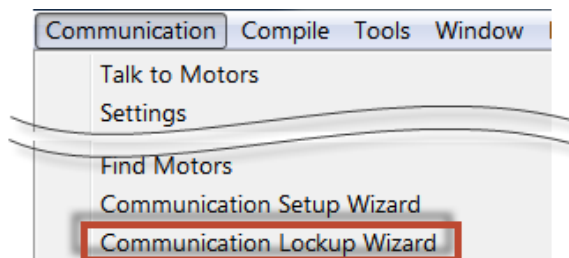 Communication Compile Tools Window
Talk to Motors
Settings
Find Motors
Communication Setup Wizard
Communication Lockup Wizard